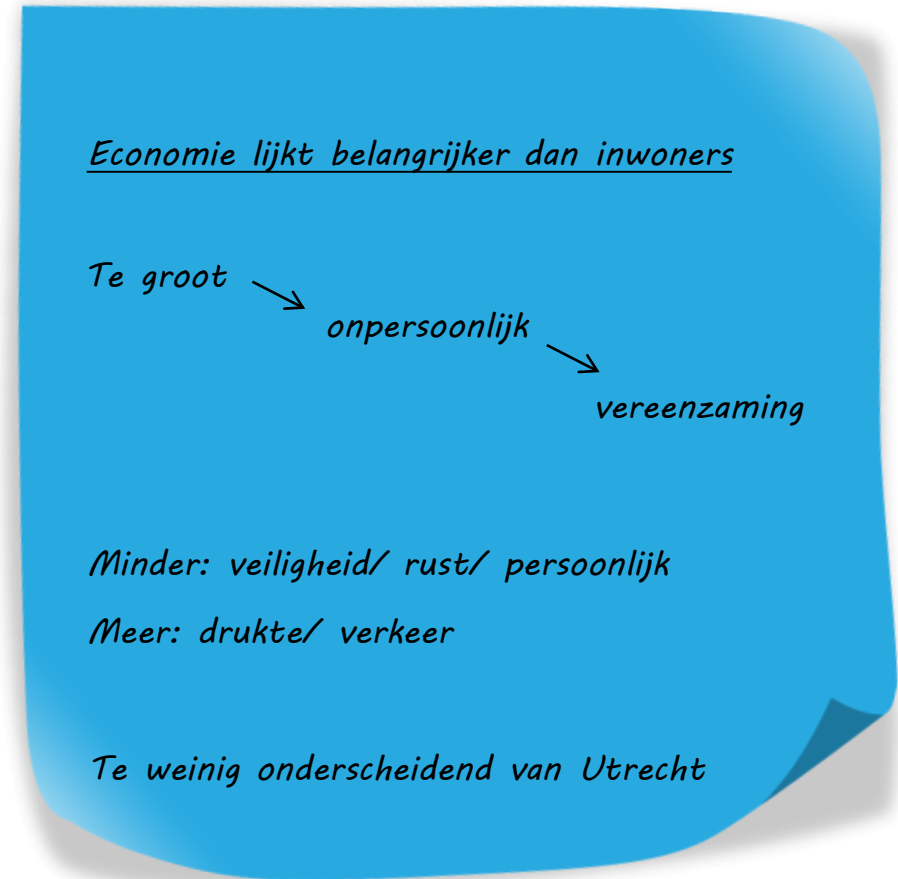 Economie lijkt belangrijker dan inwoners
Te groot
onpersoonlijk
vereenzaming
Minder: veiligheid/ rust/ persoonlijk
Meer: drukte/ verkeer
Te weinig onderscheidend van Utrecht